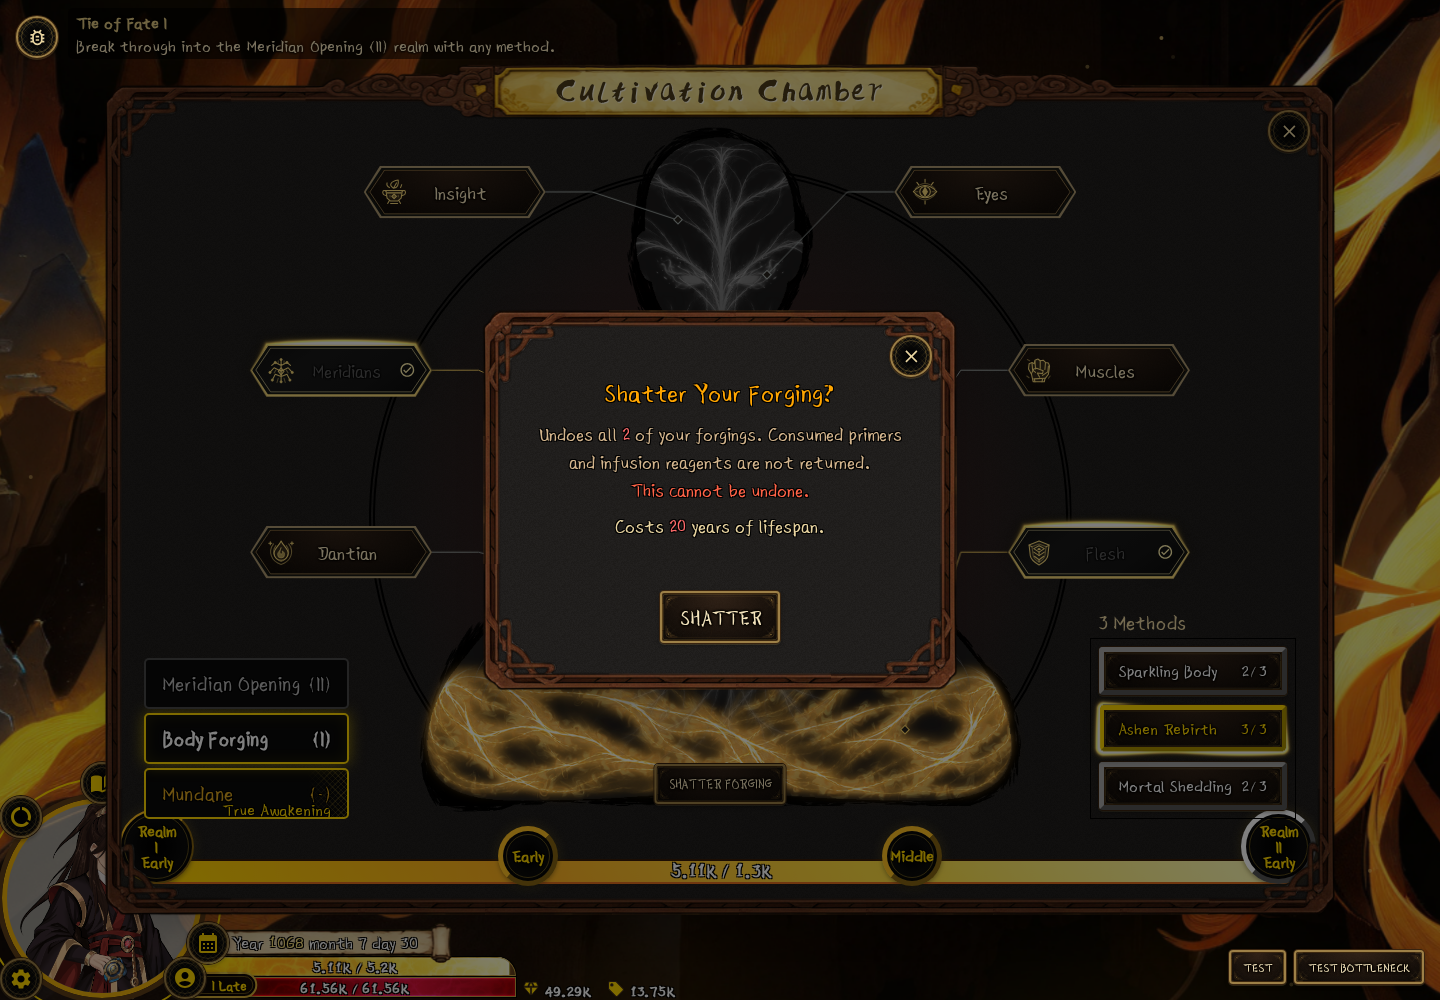 Tie of Fate I
Break through into the Meridian Opening (II) realm with any method.
Cultivation Chamber
Insight
Eyes
Meridians
Muscles
Shatter Your Forging?
Undoes all 2 of your forgings. Consumed primers
and infusion reagents are not returned.
This cannot be undone.
Costs 20 years of lifespan.
SHATTER
Dantian
Flesh
3 Methods
Sparkling Body 2/3
Ashen Rebirth 3/3
Mortal Shedding 2/3
Meridian Opening (II)
Body Forging (I)
Mundane (-)
True Awakening
SHATTER FORGING
Realm
I
Early
Early
Middle
Realm
II
Early
5.11K / 1.3K
Year 1068 month 7 day 30
5.11K / 5.2K
I Late
61.56K / 61.56K
49.29K
13.75K
TEST
TEST BOTTLENECK